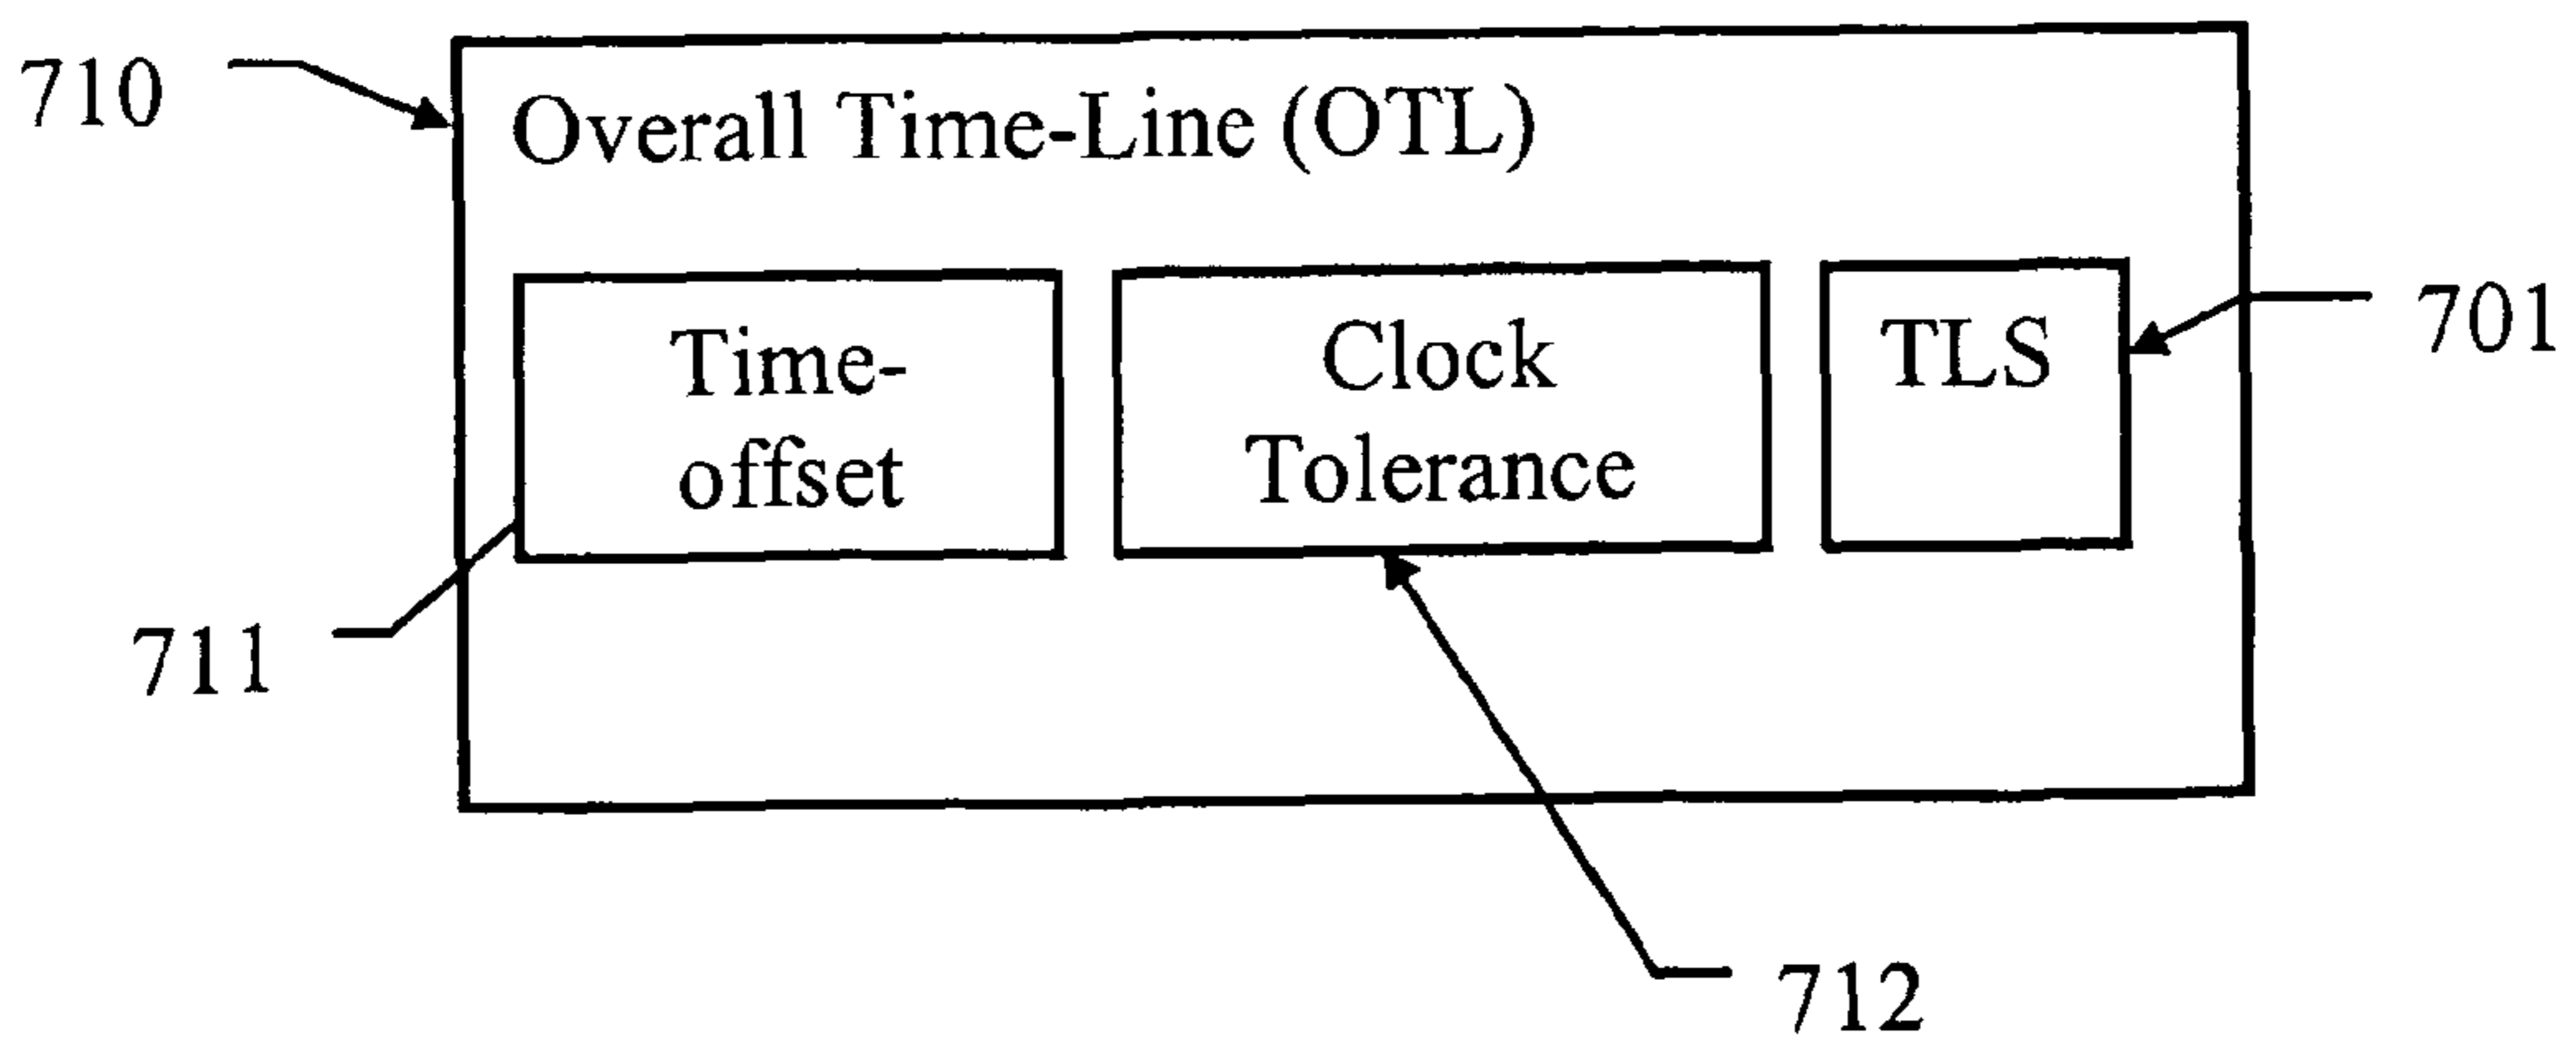 710
Overall Time-Line (OTL)
Time-
offset
Clock
Tolerance
TLS
701
711
712